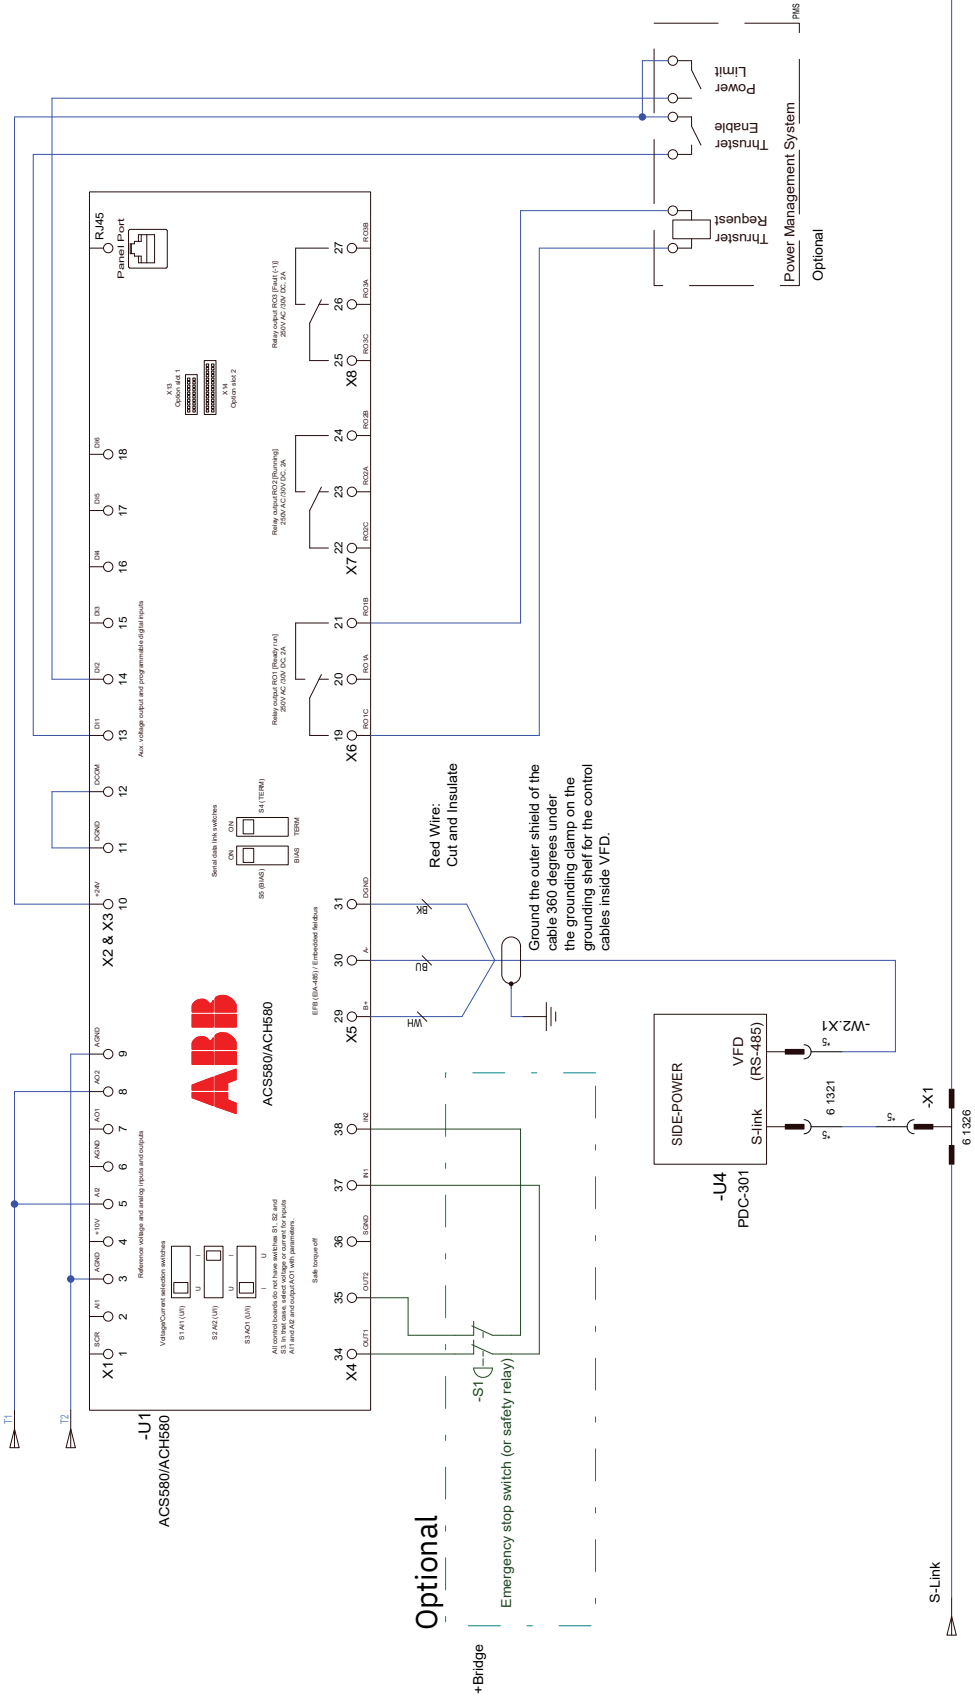 T1
T2
-U1
ACS580/ACH580
X1
1
SCR
2
AI1
3
AGND
4
+10V
5
AI2
6
AGND
7
AO1
8
AO2
9
AGND
Reference voltage and analog inputs and outputs
X2 & X3
10
+24V
11
DGND
12
DCOM
13
DI1
14
DI2
15
DI3
16
DI4
17
DI5
18
DI6
Aux. voltage output and programmable digital inputs
RJ45
Panel Port
Voltage/Current selection switches
S1 AI1 (U/I)
U
I
S2 AI2 (U/I)
U
I
S3 AO1 (U/I)
I
U
All control boards do not have switches S1, S2 and
S3. In that case, select voltage or current for inputs
AI1 and AI2 and output AO1 with parameters.
ABB
ACS580/ACH580
Serial data link switches
ON
ON
BIAS
TERM
S5 (BIAS)
S4 (TERM)
X13
Option slot 1
X14
Option slot 2
Safe torque off
X4
34
OUT1
35
OUT2
36
SGND
37
IN1
38
IN2
EFB (EIA-485) / Embedded fieldbus
X5
29
B+
30
A-
31
DGND
Relay output RO1 [Ready run]
250V AC /30V DC, 2A
X6
19
RO1C
20
RO1A
21
RO1B
Relay output RO2 [Running]
250V AC /30V DC, 2A
X7
22
RO2C
23
RO2A
24
RO2B
Relay output RO3 [Fault (-1)]
250V AC /30V DC, 2A
X8
25
RO3C
26
RO3A
27
RO3B
WH
BU
BK
Red Wire:
Cut and Insulate
Ground the outer shield of the
cable 360 degrees under
the grounding clamp on the
grounding shelf for the control
cables inside VFD.
Optional
+Bridge
-S1
Emergency stop switch (or safety relay)
-U4
PDC-301
SIDE-POWER
S-link
VFD
(RS-485)
*5
*5
-W2.X1
6 1321
*5
-X1
6 1326
S-Link
Thruster
Request
Thruster
Enable
Power
Limit
Power Management System
Optional
PMS